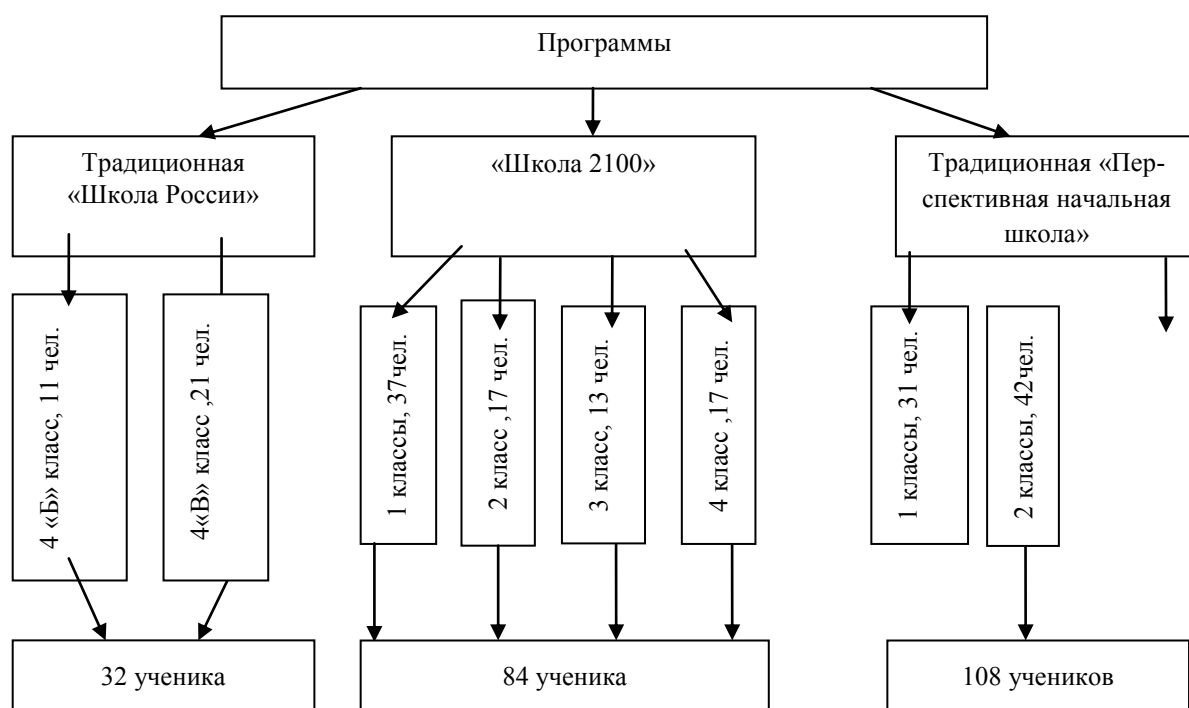 Программы
Традиционная
«Школа России»
«Школа 2100»
Традиционная «Пер-
спективная начальная
школа»
4 «Б» класс, 11 чел.
4«В» класс ,21 чел.
1 классы, 37чел.
2 класс ,17 чел.
3 класс, 13 чел.
4 класс ,17 чел.
1 классы, 31 чел.
2 классы, 42чел.
32 ученика
84 ученика
108 учеников